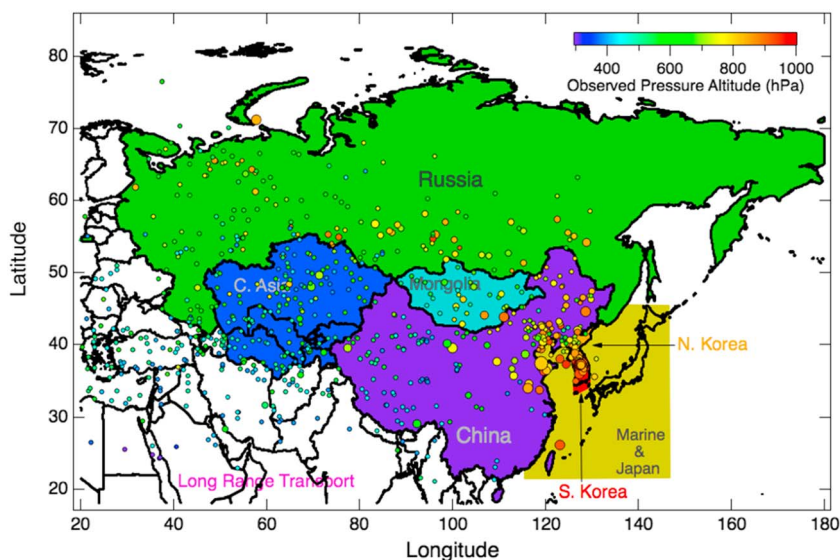 80
70
60
50
40
30
20
Latitude
400 600 800 1000
Observed Pressure Altitude (hPa)
Russia
C. Asi
Mongolia
N. Korea
China
Marine
&
Japan
Long Range Transport
S. Korea
20 40 60 80 100 120 140 160 180
Longitude